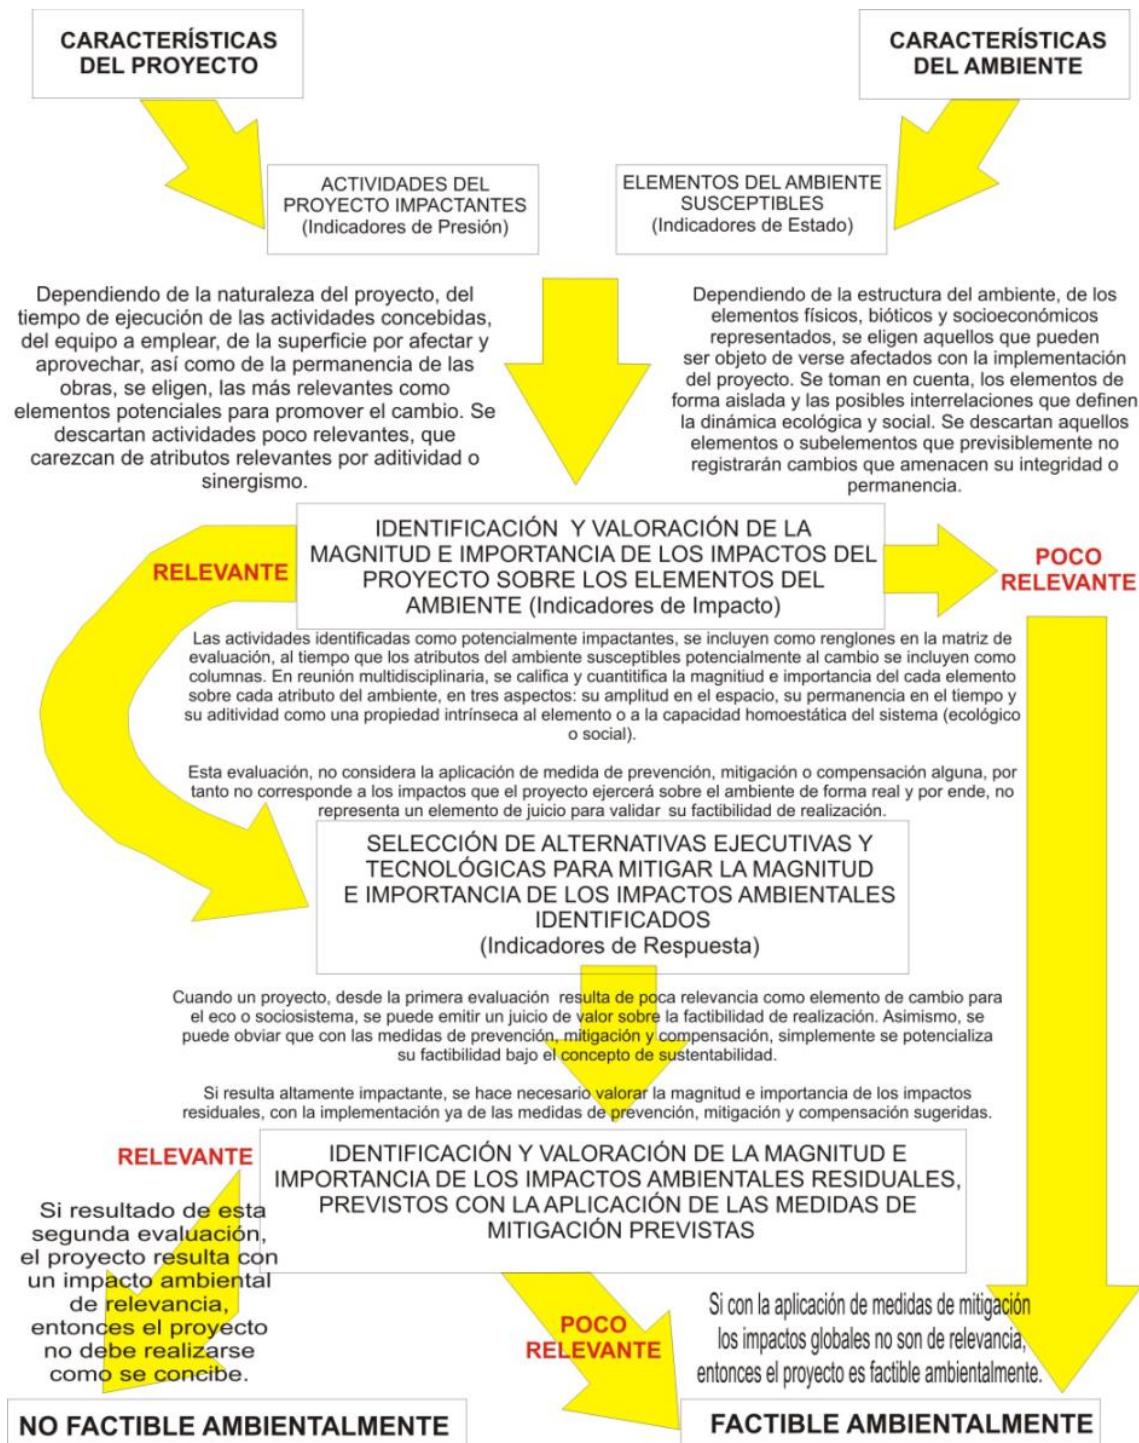 CARACTERÍSTICAS
DEL PROYECTO
CARACTERÍSTICAS
DEL AMBIENTE
ACTIVIDADES DEL
PROYECTO IMPACTANTES
(Indicadores de Presión)
ELEMENTOS DEL AMBIENTE
SUSCEPTIBLES
(Indicadores de Estado)
Dependiendo de la naturaleza del proyecto, del
tiempo de ejecución de las actividades concebidas,
del equipo a emplear, de la superficie por afectar y
aprovechar, así como de la permanencia de las
obras, se eligen, las más relevantes como
elementos potenciales para promover el cambio. Se
descartan actividades poco relevantes, que
carezcan de atributos relevantes por aditividad o
sinergismo.
Dependiendo de la estructura del ambiente, de los
elementos físicos, bióticos y socioeconómicos
representados, se eligen aquellos que pueden
ser objeto de verse afectados con la implementación
del proyecto. Se toman en cuenta, los elementos de
forma aislada y las posibles interrelaciones que definen
la dinámica ecológica y social. Se descartan aquellos
elementos o subelementos que previsiblemente no
registrarán cambios que amenacen su integridad o
permanencia.
IDENTIFICACIÓN Y VALORACIÓN DE LA
MAGNITUD E IMPORTANCIA DE LOS IMPACTOS DEL
PROYECTO SOBRE LOS ELEMENTOS DEL
AMBIENTE (Indicadores de Impacto)
RELEVANTE
POCO
RELEVANTE
Las actividades identificadas como potencialmente impactantes, se incluyen como renglones en la matriz de
evaluación, al tiempo que los atributos del ambiente susceptibles potencialmente al cambio se incluyen como
columnas. En reunión multidisciplinaria, se califica y cuantitifica la magnitiud e importancia del cada elemento
sobre cada atributo del ambiente, en tres aspectos: su amplitud en el espacio, su permanencia en el tiempo y
su aditividad como una propiedad intrínseca al elemento o a la capacidad homoestática del sistema (ecológico
o social).
Esta evaluación, no considera la aplicación de medida de prevención, mitigación o compensación alguna, por
tanto no corresponde a los impactos que el proyecto ejercerá sobre el ambiente de forma real y por ende, no
representa un elemento de juicio para validar su factibilidad de realización.
SELECCIÓN DE ALTERNATIVAS EJECUTIVAS Y
TECNOLÓGICAS PARA MITIGAR LA MAGNITUD
E IMPORTANCIA DE LOS IMPACTOS AMBIENTALES
IDENTIFICADOS
(Indicadores de Respuesta)
Cuando un proyecto, desde la primera evaluación resulta de poca relevancia como elemento de cambio para
el eco o sociosistema, se puede emitir un juicio de valor sobre la factibilidad de realización. Asimismo, se
puede obviar que con las medidas de prevención, mitigación y compensación, simplemente se potencializa
su factibilidad bajo el concepto de sustentabilidad.
Si resulta altamente impactante, se hace necesario valorar la magnitud e importancia de los impactos
residuales, con la implementación ya de las medidas de prevención, mitigación y compensación sugeridas.
RELEVANTE
IDENTIFICACIÓN Y VALORACIÓN DE LA MAGNITUD E
IMPORTANCIA DE LOS IMPACTOS AMBIENTALES RESIDUALES,
PREVISTOS CON LA APLICACIÓN DE LAS MEDIDAS DE
MITIGACIÓN PREVISTAS
Si resultado de esta
segunda evaluación,
el proyecto resulta con
un impacto ambiental
de relevancia,
entonces el proyecto
no debe realizarse
como se concibe.
POCO
RELEVANTE
Si con la aplicación de medidas de mitigación
los impactos globales no son de relevancia,
entonces el proyecto es factible ambientalmente.
NO FACTIBLE AMBIENTALMENTE
FACTIBLE AMBIENTALMENTE